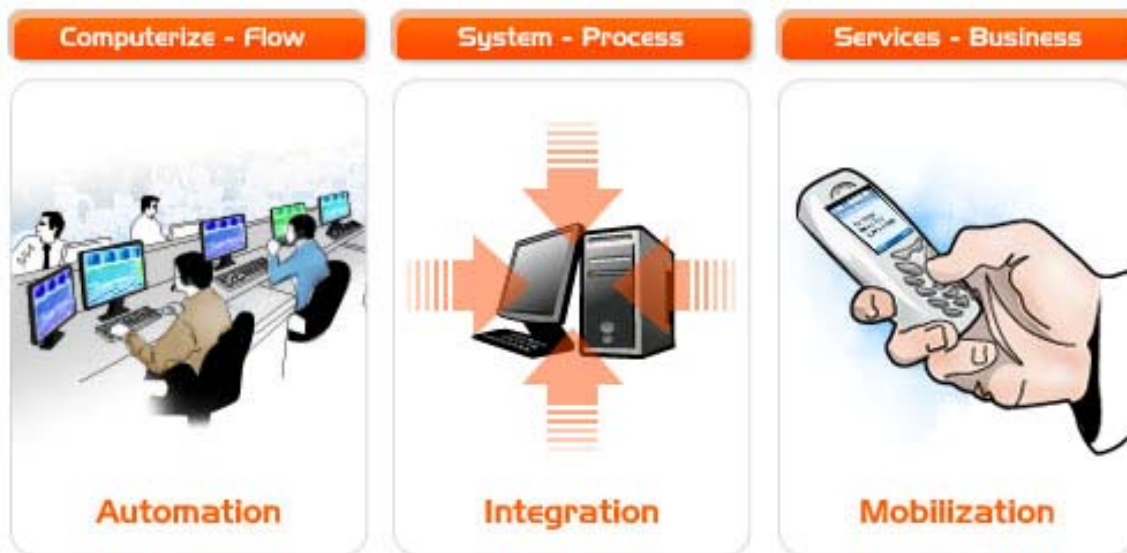 Computerize - Flow
System - Process
Services - Business
Automation
Integration
Mobilization